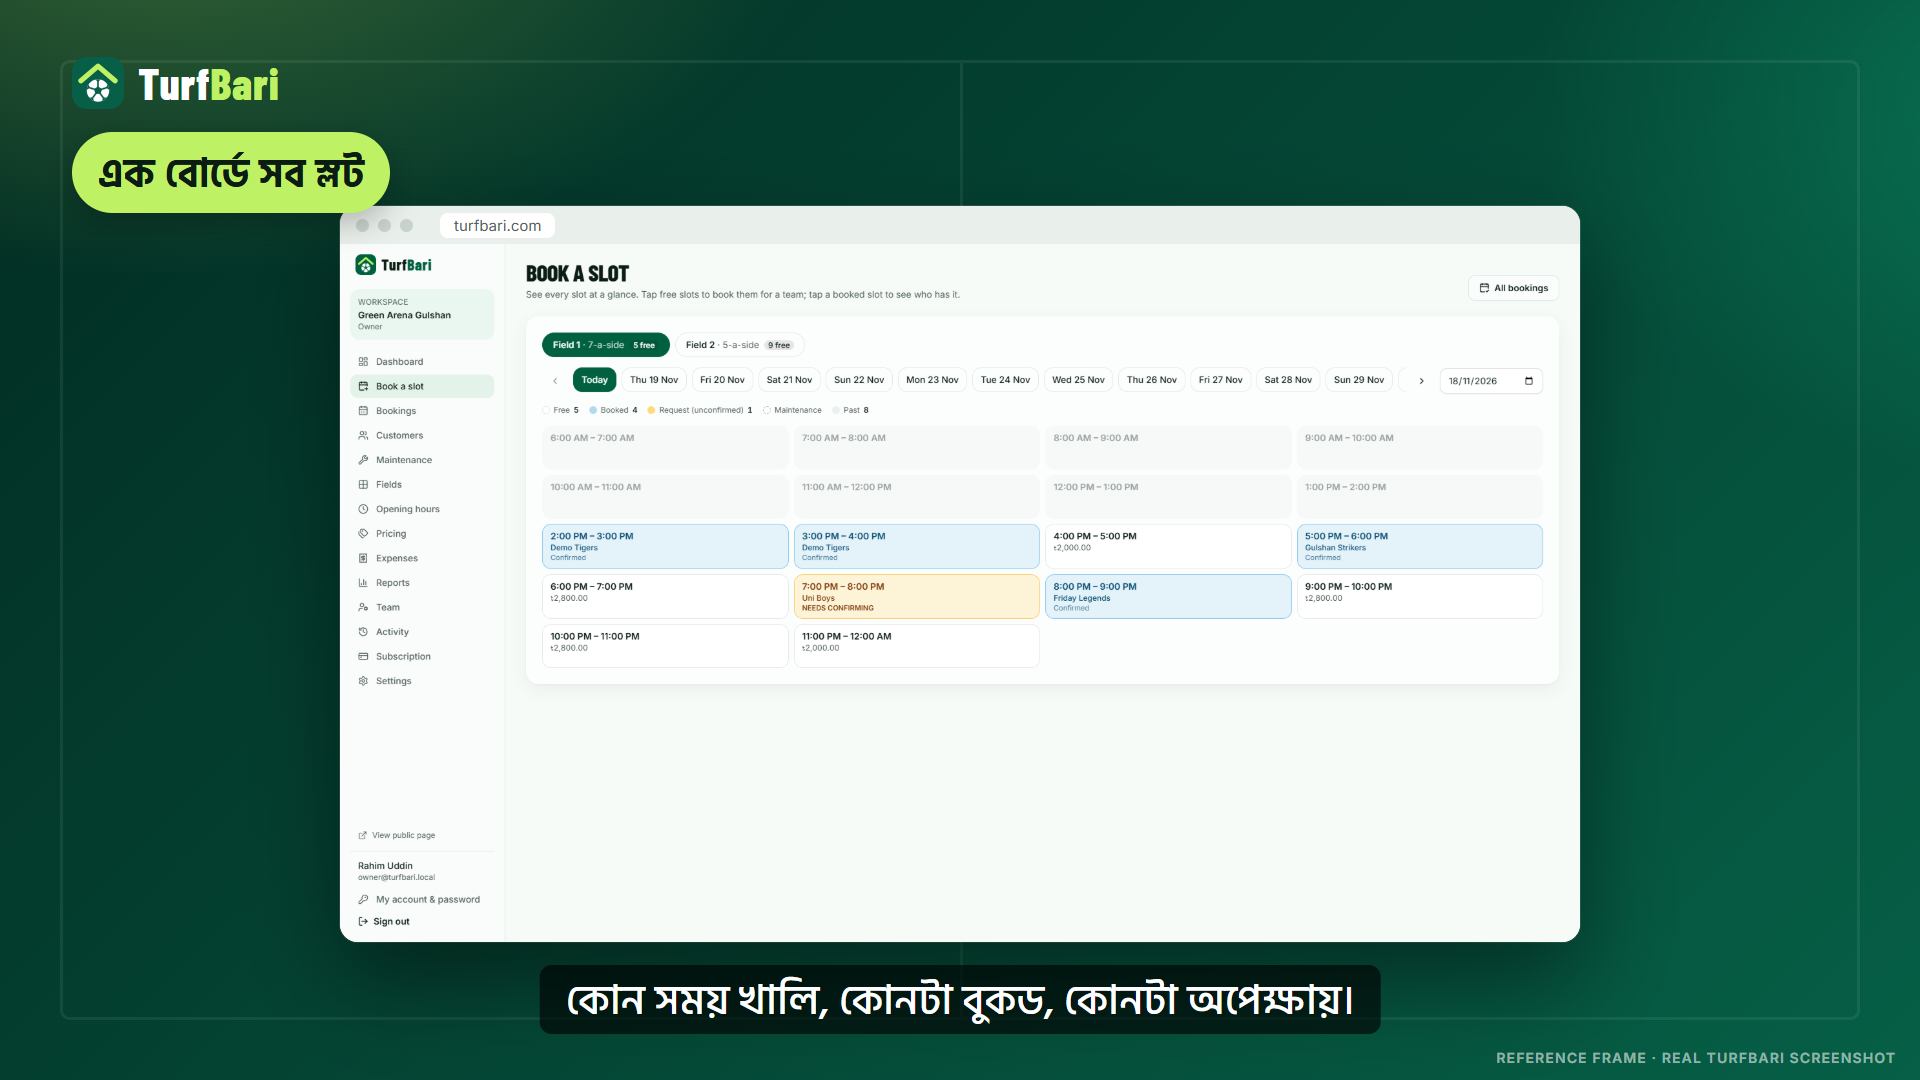 TurfBari
এক বোর্ডে সব স্লট
turfbari.com
TurfBari
WORKSPACE
Green Arena Gulshan
Owner
Dashboard
Book a slot
Bookings
Customers
Maintenance
Fields
Opening hours
Pricing
Expenses
Reports
Team
Activity
Subscription
Settings
View public page
Rahim Uddin
owner@turfbari.local
My account & password
Sign out
BOOK A SLOT
See every slot at a glance. Tap free slots to book them for a team; tap a booked slot to see who has it.
All bookings
Field 1 · 7-a-side 5 free Field 2 · 5-a-side 9 free
Today Thu 19 Nov Fri 20 Nov Sat 21 Nov Sun 22 Nov Mon 23 Nov Tue 24 Nov Wed 25 Nov Thu 26 Nov Fri 27 Nov Sat 28 Nov Sun 29 Nov 18/11/2026
Free 5 Booked 4 Request (unconfirmed) 1 Maintenance Past 8
6:00 AM – 7:00 AM 7:00 AM – 8:00 AM 8:00 AM – 9:00 AM 9:00 AM – 10:00 AM
10:00 AM – 11:00 AM 11:00 AM – 12:00 PM 12:00 PM – 1:00 PM 1:00 PM – 2:00 PM
2:00 PM – 3:00 PM 3:00 PM – 4:00 PM 4:00 PM – 5:00 PM 5:00 PM – 6:00 PM
Demo Tigers Demo Tigers ৳2,000.00 Gulshan Strikers
Confirmed Confirmed Confirmed
6:00 PM – 7:00 PM 7:00 PM – 8:00 PM 8:00 PM – 9:00 PM 9:00 PM – 10:00 PM
৳2,800.00 Uni Boys Friday Legends ৳2,800.00
NEEDS CONFIRMING Confirmed
10:00 PM – 11:00 PM 11:00 PM – 12:00 AM
৳2,800.00 ৳2,000.00
কোন সময় খালি, কোনটা বুকড, কোনটা অপেক্ষায়।
REFERENCE FRAME · REAL TURFBARI SCREENSHOT